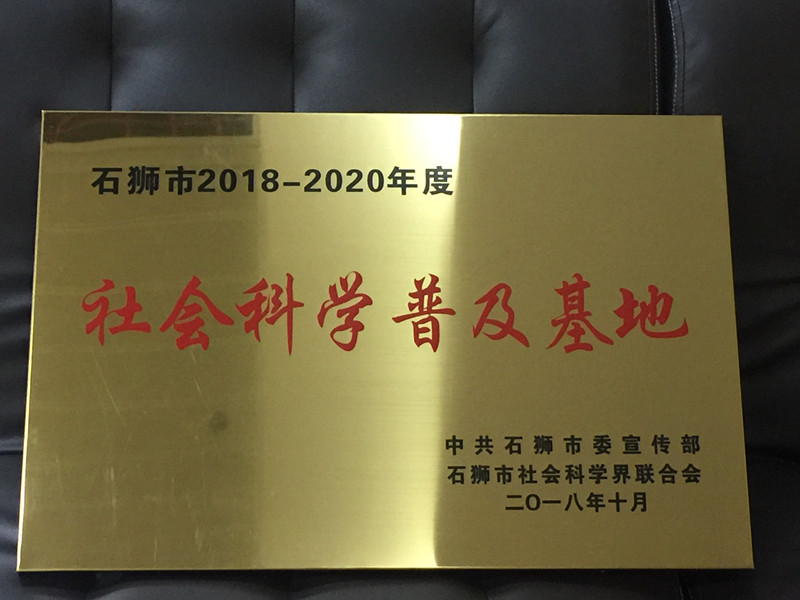 石狮市2018-2020年度
社会科学普及基地
中共石狮市委宣传部
石狮市社会科学界联合会
二〇一八年十月